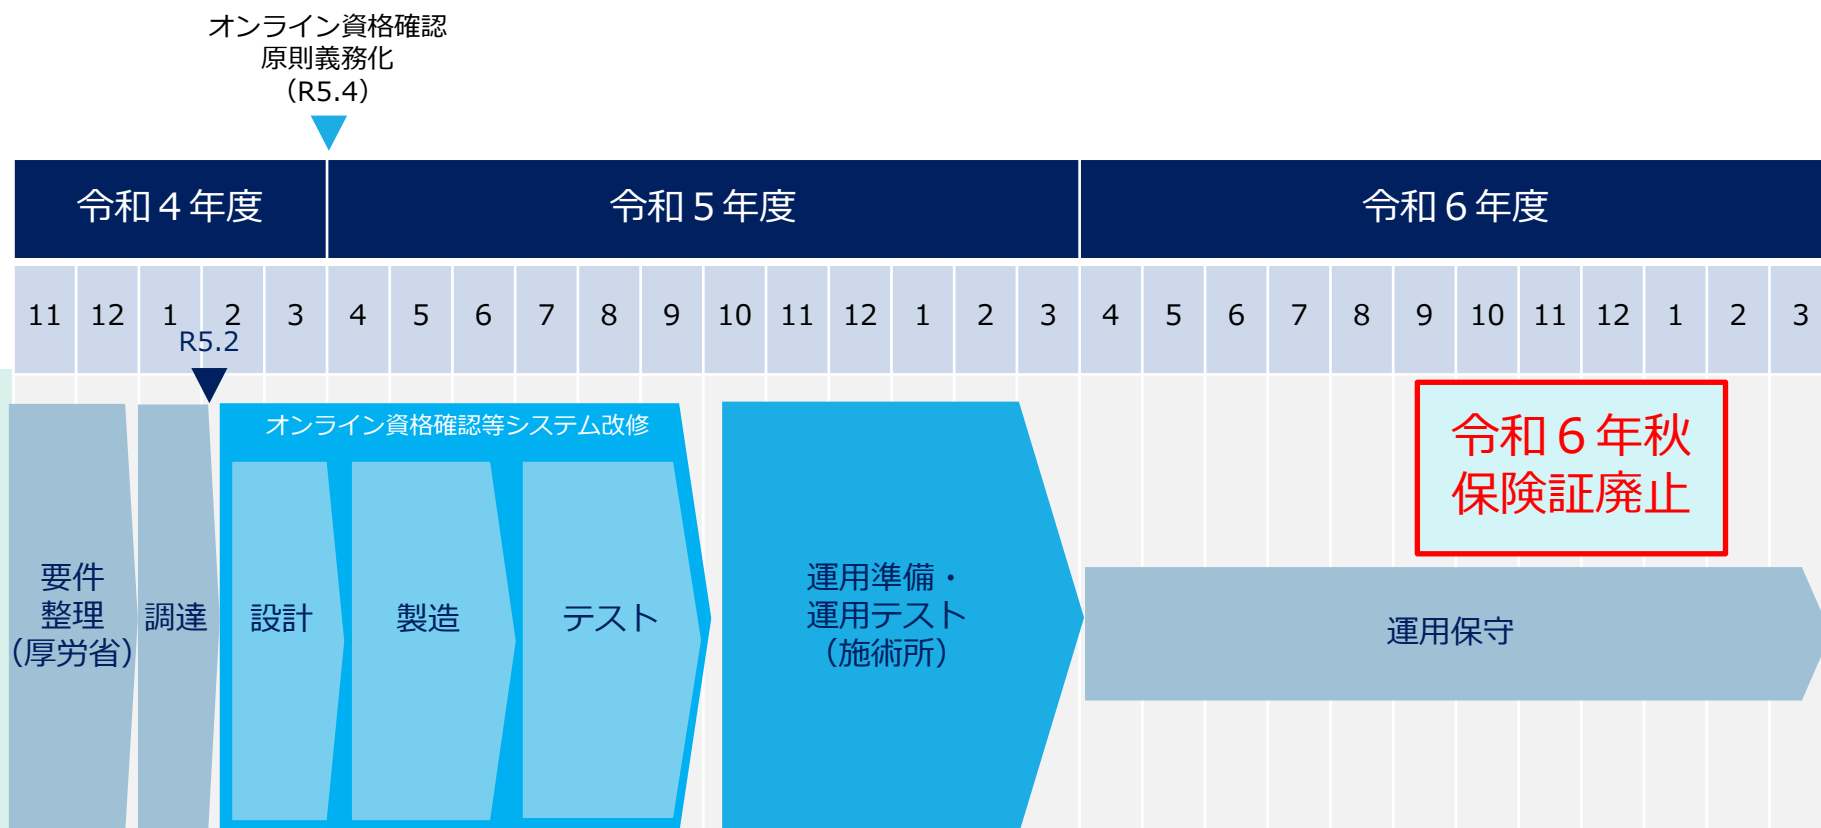 オンライン資格確認
原則義務化
（R5.4）
令和４年度
令和５年度
令和６年度
11 12 1 2 3 4 5 6 7 8 9 10 11 12 1 2 3 4 5 6 7 8 9 10 11 12 1 2 3
R5.2
オンライン資格確認等システム改修
要件
整理
（厚労省）
調達
設計
製造
テスト
運用準備・
運用テスト
（施術所）
令和６年秋
保険証廃止
運用保守